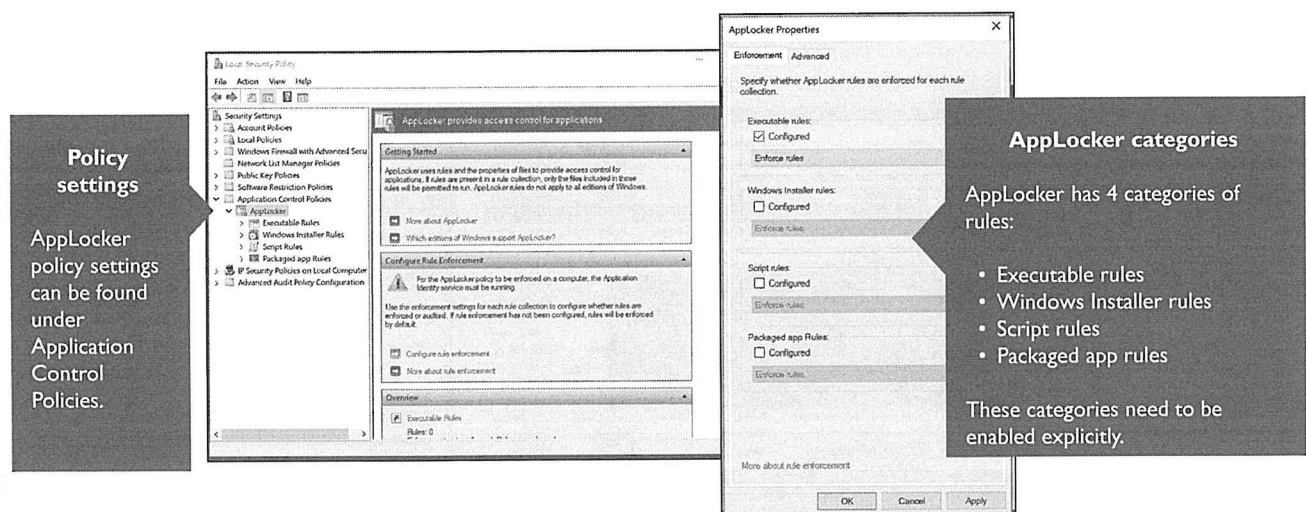 Policy
settings
AppLocker
policy settings
can be found
under
Application
Control
Policies.
Local Security Policy
File Action View Help
Security Settings
Account Policies
Local Policies
Windows Firewall with Advanced Secu
Network List Manager Policies
Public Key Policies
Software Restriction Policies
Application Control Policies
AppLocker
Executable Rules
Windows Installer Rules
Script Rules
Packaged app Rules
IP Security Policies on Local Computer
Advanced Audit Policy Configuration
AppLocker provides access control for applications
Getting Started
AppLocker uses rules and the properties of files to provide access control for
applications. If rules are present in a rule collection, only the files included in those
rules will be permitted to run. AppLocker rules do not apply to all editions of Windows.
More about AppLocker
Which editions of Windows support AppLocker?
Configure Rule Enforcement
For the AppLocker policy to be enforced on a computer, the Application
Identity service must be running.
Use the enforcement settings for each rule collection to configure whether rules are
enforced or audited. If rule enforcement has not been configured, rules will be enforced
by default.
Configure rule enforcement
More about rule enforcement
Overview
Executable Rules
Rules: 0
AppLocker Properties
Enforcement Advanced
Specify whether AppLocker rules are enforced for each rule
collection.
Executable rules:
Configured
Enforce rules
Windows Installer rules:
Configured
Enforce rules
Script rules:
Configured
Enforce rules
Packaged app Rules:
Configured
Enforce rules
More about rule enforcement
OK Cancel Apply
AppLocker categories
AppLocker has 4 categories of
rules:
• Executable rules
• Windows Installer rules
• Script rules
• Packaged app rules
These categories need to be
enabled explicitly.